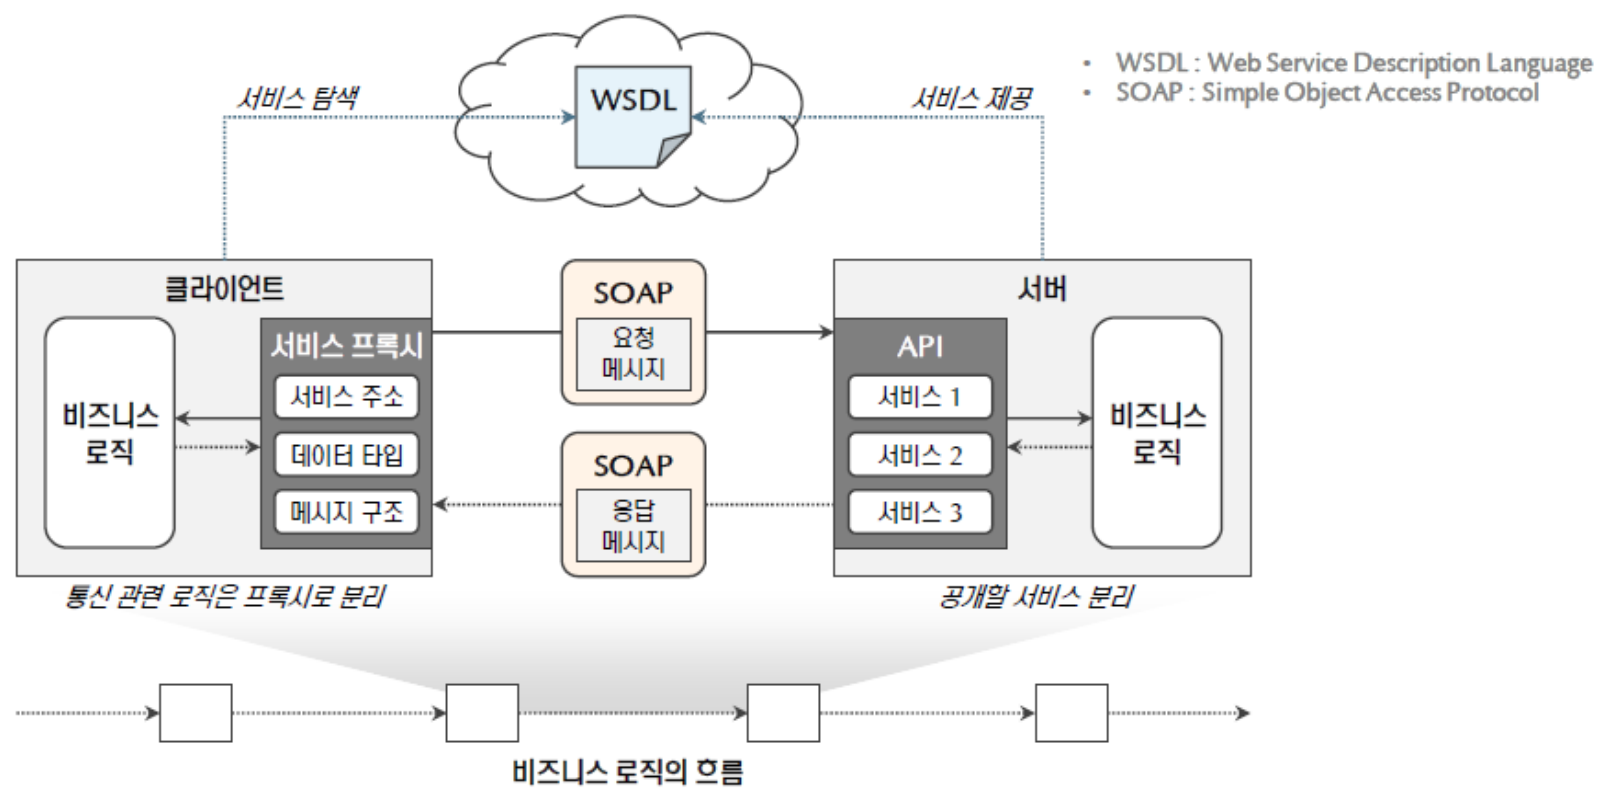 서비스 탐색
WSDL
서비스 제공
• WSDL : Web Service Description Language
• SOAP : Simple Object Access Protocol
클라이언트
비즈니스
로직
서비스 프록시
서비스 주소
데이터 타입
메시지 구조
통신 관련 로직은 프록시로 분리
SOAP
요청
메시지
SOAP
응답
메시지
서버
API
서비스 1
서비스 2
서비스 3
비즈니스
로직
공개할 서비스 분리
비즈니스 로직의 흐름